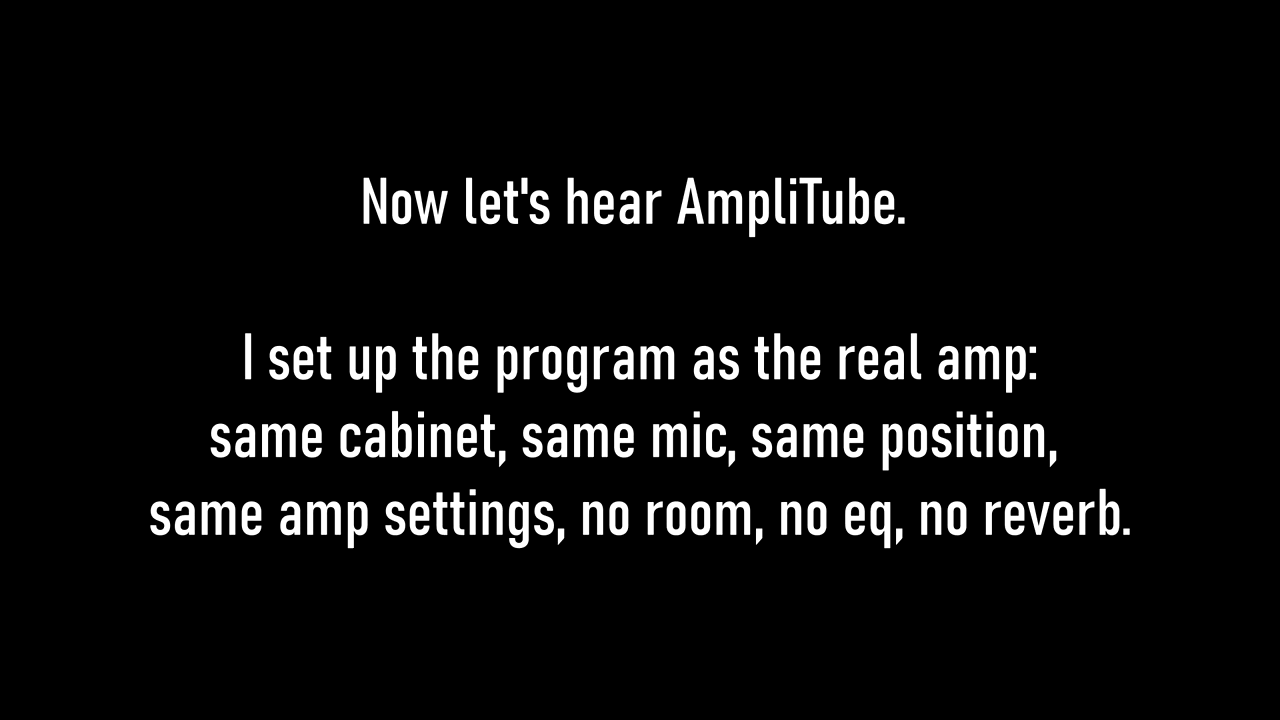 Now let's hear AmpliTube.
I set up the program as the real amp:
same cabinet, same mic, same position,
same amp settings, no room, no eq, no reverb.